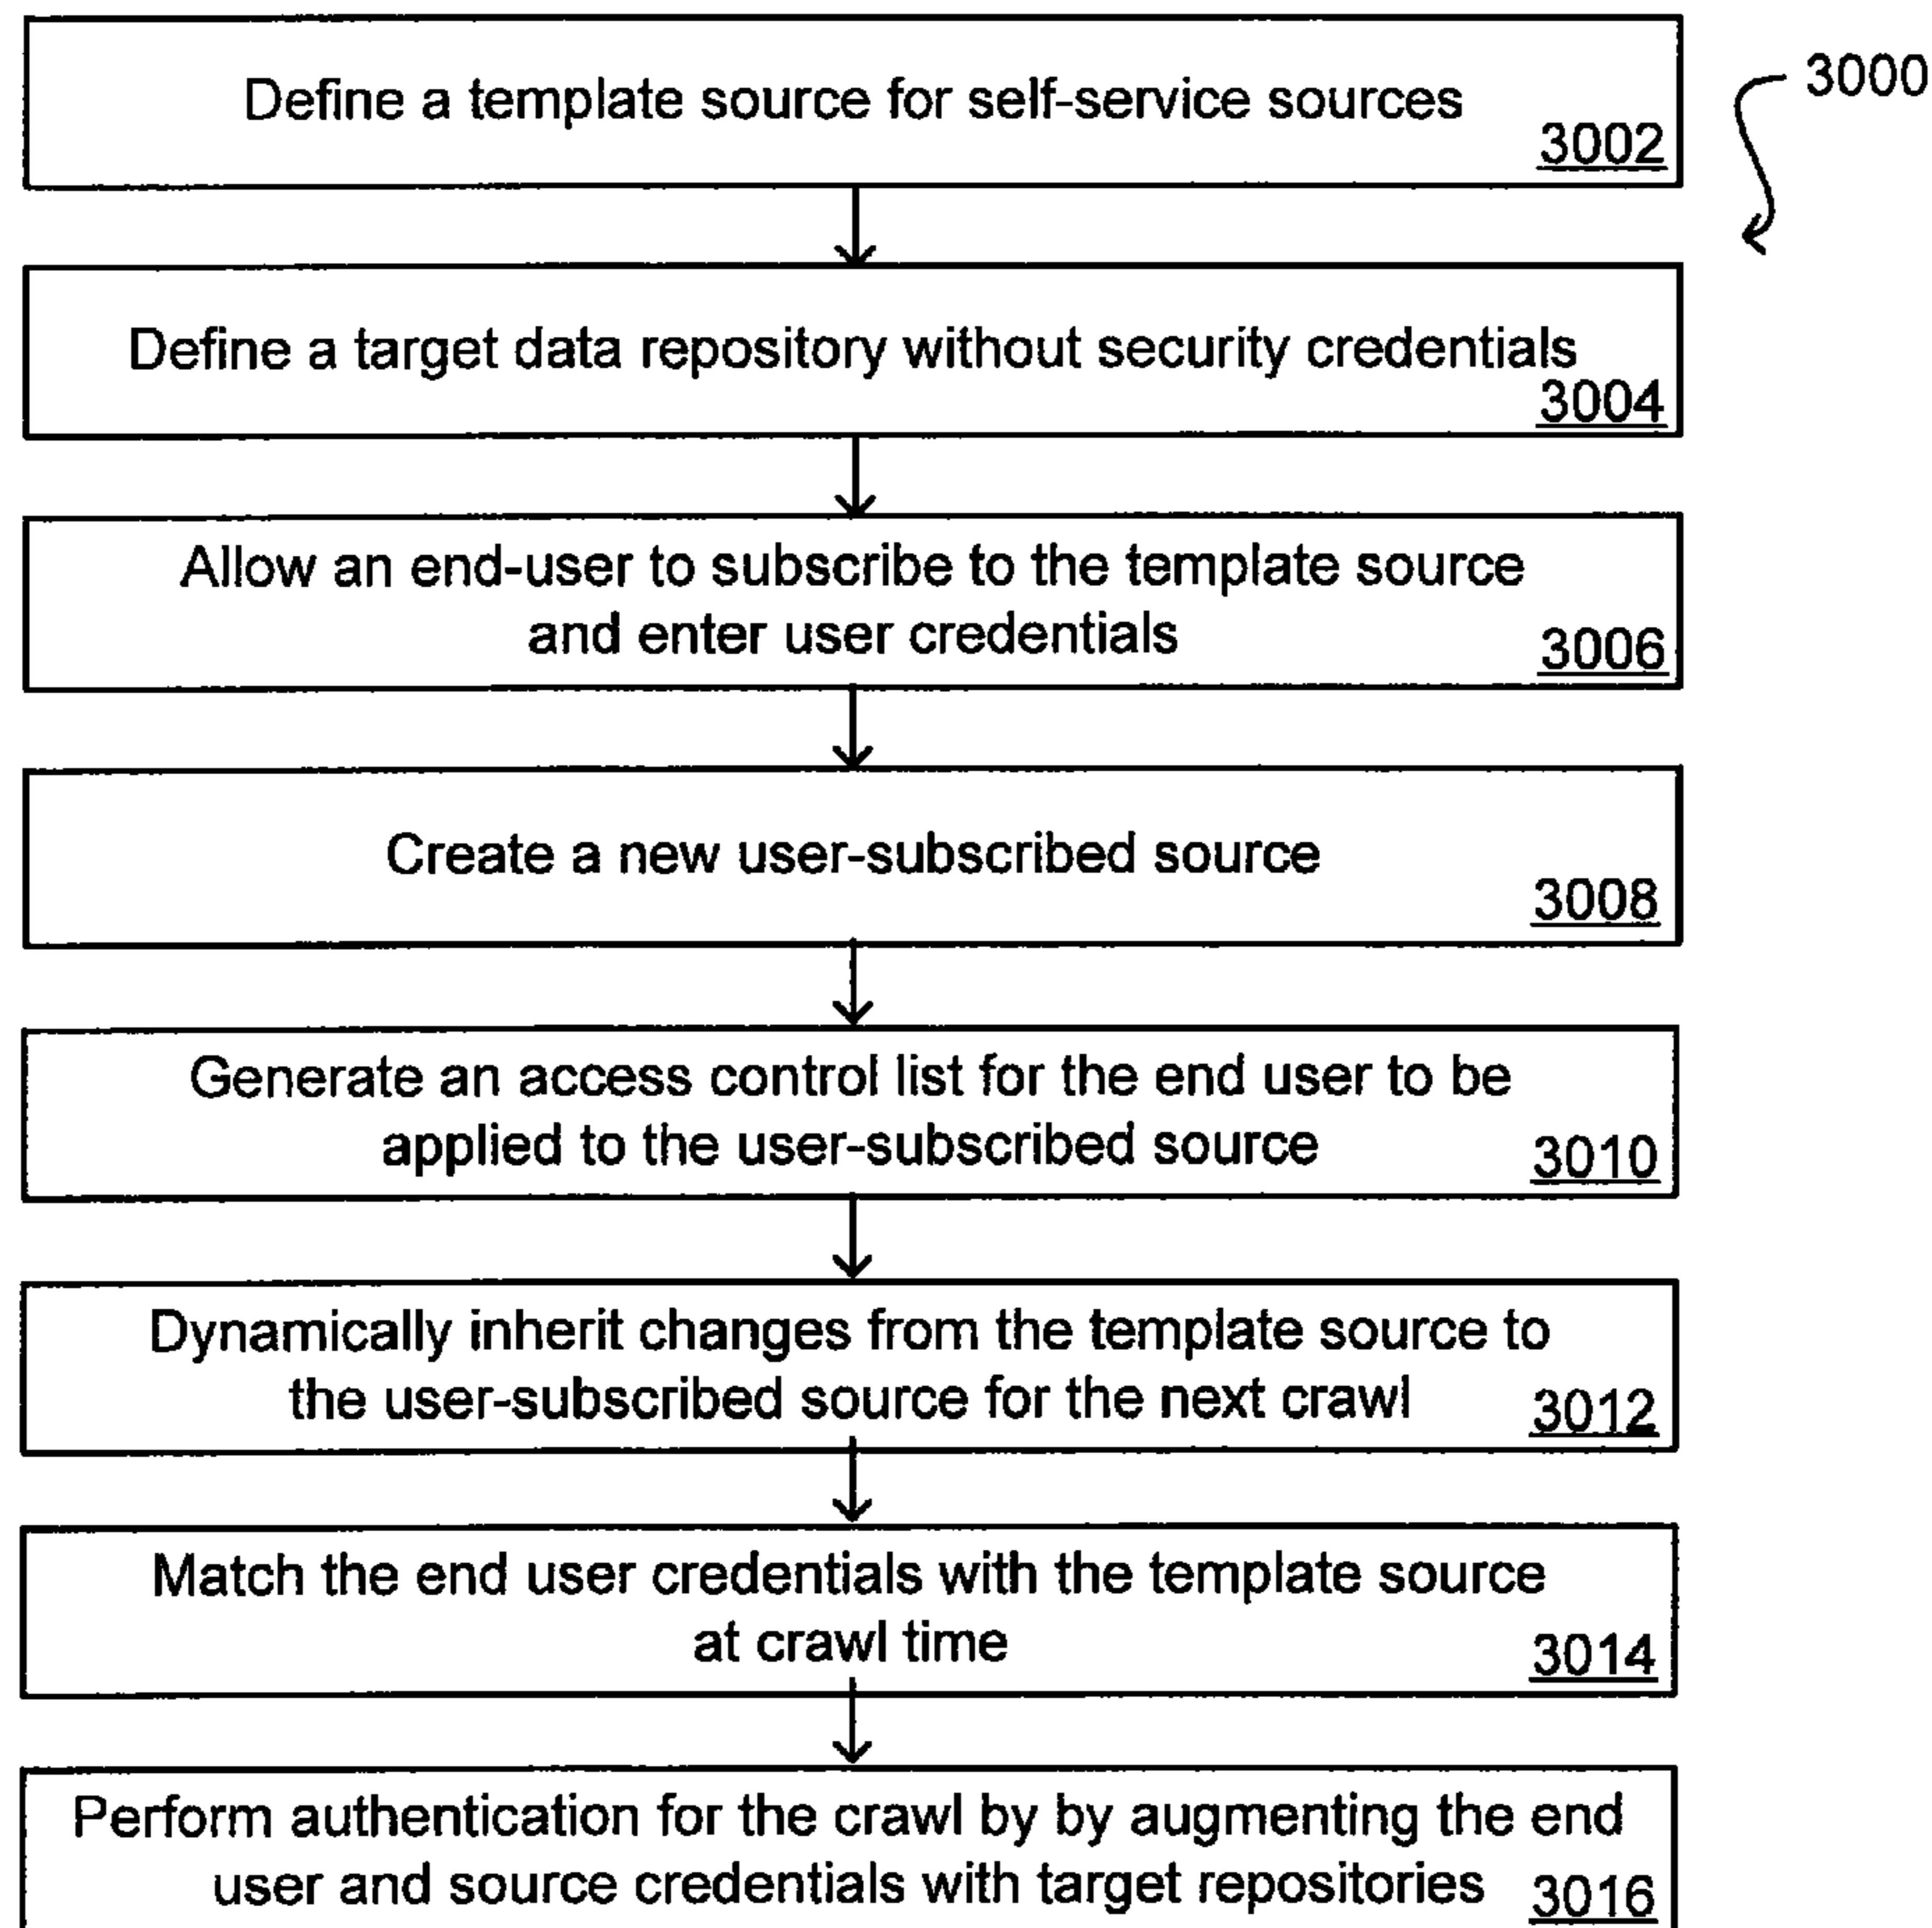 3000
Define a template source for self-service sources
3002
Define a target data repository without security credentials
3004
Allow an end-user to subscribe to the template source
and enter user credentials
3006
Create a new user-subscribed source
3008
Generate an access control list for the end user to be
applied to the user-subscribed source
3010
Dynamically inherit changes from the template source to
the user-subscribed source for the next crawl
3012
Match the end user credentials with the template source
at crawl time
3014
Perform authentication for the crawl by by augmenting the end
user and source credentials with target repositories
3016